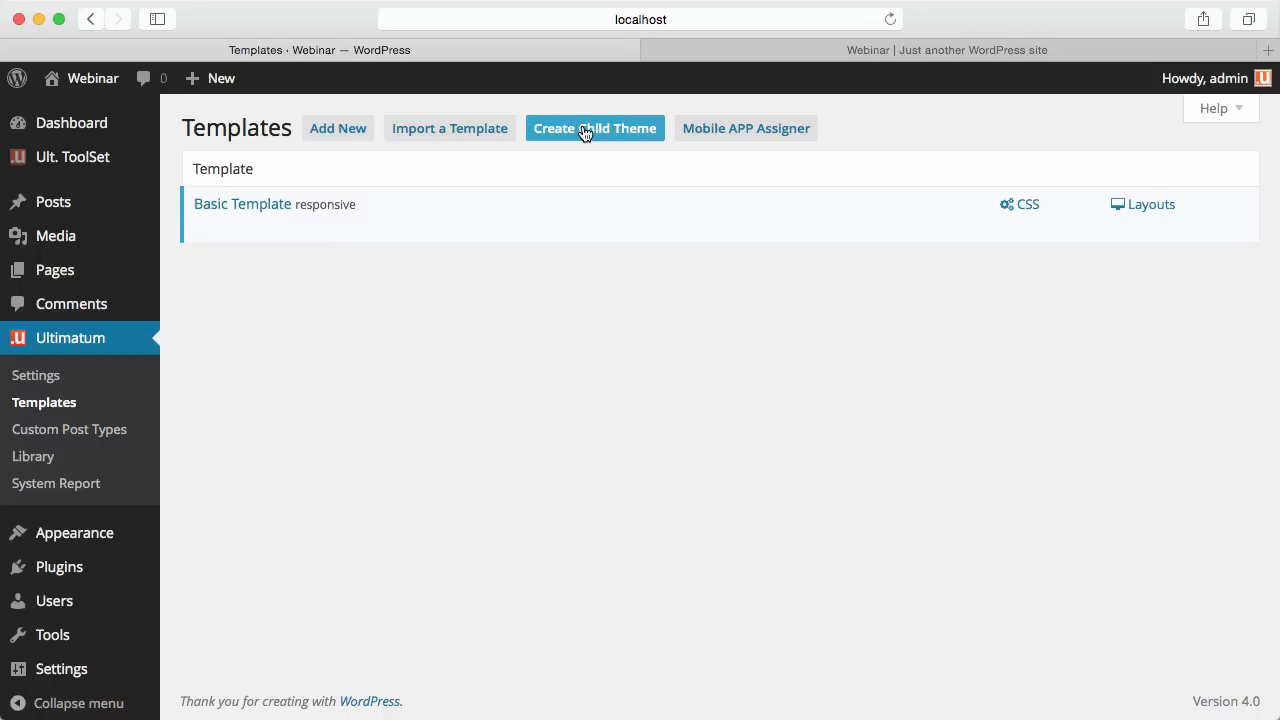 localhost
Templates · Webinar — WordPress
Webinar | Just another WordPress site
Webinar 0 New
Howdy, admin
Help
Dashboard
Ult. ToolSet
Posts
Media
Pages
Comments
Ultimatum
Settings
Templates
Custom Post Types
Library
System Report
Appearance
Plugins
Users
Tools
Settings
Collapse menu
Templates Add New Import a Template Create Child Theme Mobile APP Assigner
Template
Basic Template responsive CSS Layouts
Thank you for creating with WordPress.
Version 4.0